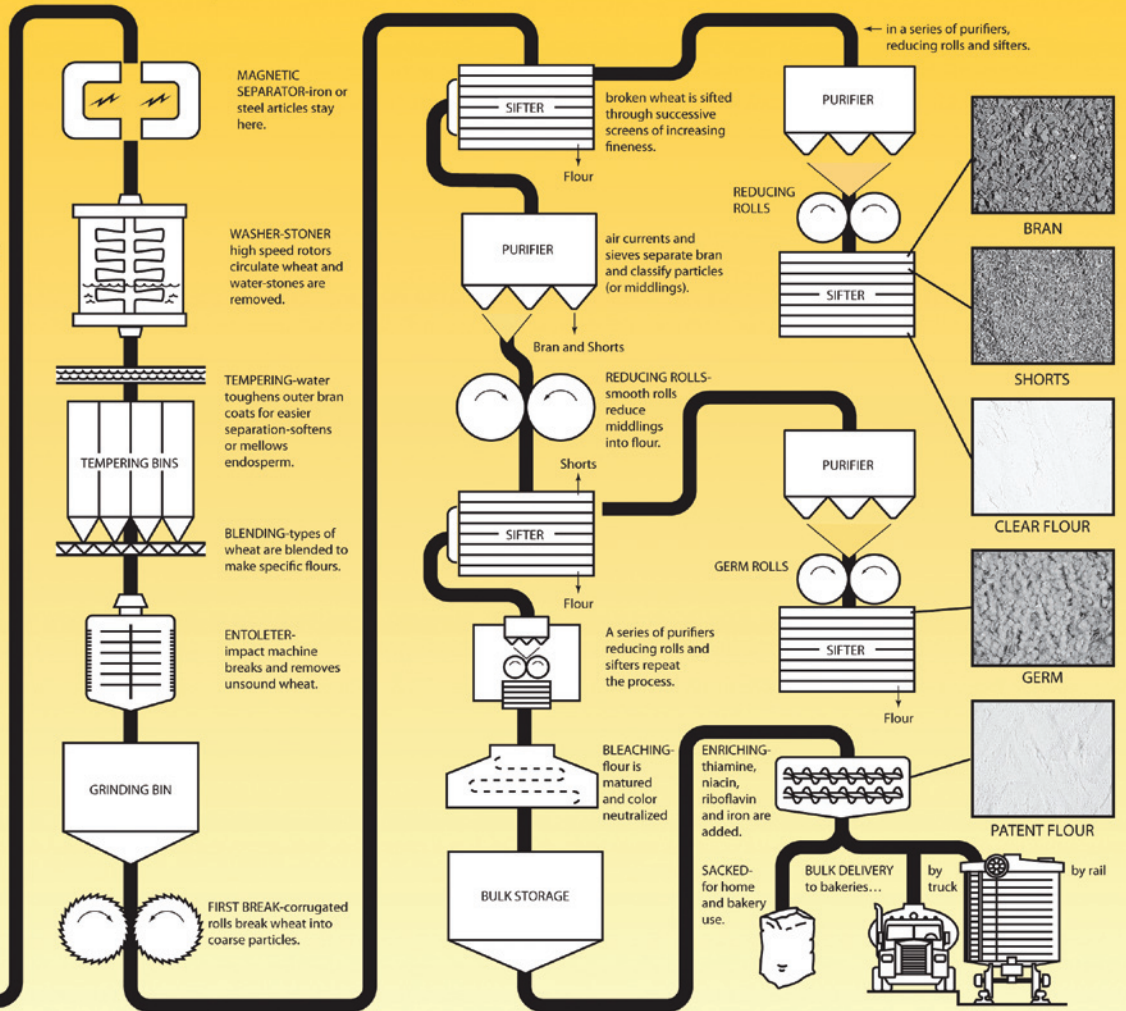 MAGNETIC
SEPARATOR-iron or
steel articles stay
here.
WASHER-STONER
high speed rotors
circulate wheat and
water-stones are
removed.
TEMPERING-water
toughens outer bran
coats for easier
separation-softens
or mellows
endosperm.
TEMPERING BINS
BLENDING-types of
wheat are blended to
make specific flours.
ENTOLETER-
impact machine
breaks and removes
unsound wheat.
GRINDING BIN
FIRST BREAK-corrugated
rolls break wheat into
coarse particles.
SIFTER
broken wheat is sifted
through successive
screens of increasing
fineness.
Flour
PURIFIER
air currents and
sieves separate bran
and classify particles
(or middlings).
Bran and Shorts
REDUCING ROLLS-
smooth rolls
reduce
middlings
into flour.
Shorts
SIFTER
Flour
A series of purifiers
reducing rolls and
sifters repeat
the process.
BLEACHING-
flour is
matured
and color
neutralized
BULK STORAGE
in a series of purifiers,
reducing rolls and sifters.
PURIFIER
REDUCING
ROLLS
SIFTER
BRAN
SHORTS
CLEAR FLOUR
PURIFIER
GERM ROLLS
SIFTER
Flour
GERM
ENRICHING-
thiamine,
niacin,
riboflavin
and iron are
added.
PATENT FLOUR
SACKED-
for home
and bakery
use.
BULK DELIVERY
to bakeries...
by
truck
by rail